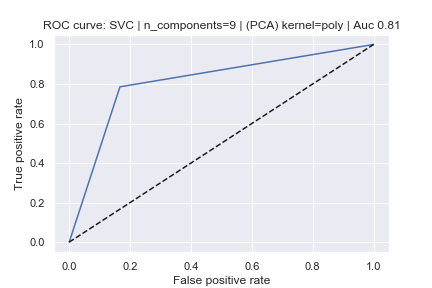 ROC curve: SVC | n_components=9 | (PCA) kernel=poly | Auc 0.81
1.0
0.8
0.6
0.4
0.2
0.0
True positive rate
0.0 0.2 0.4 0.6 0.8 1.0
False positive rate